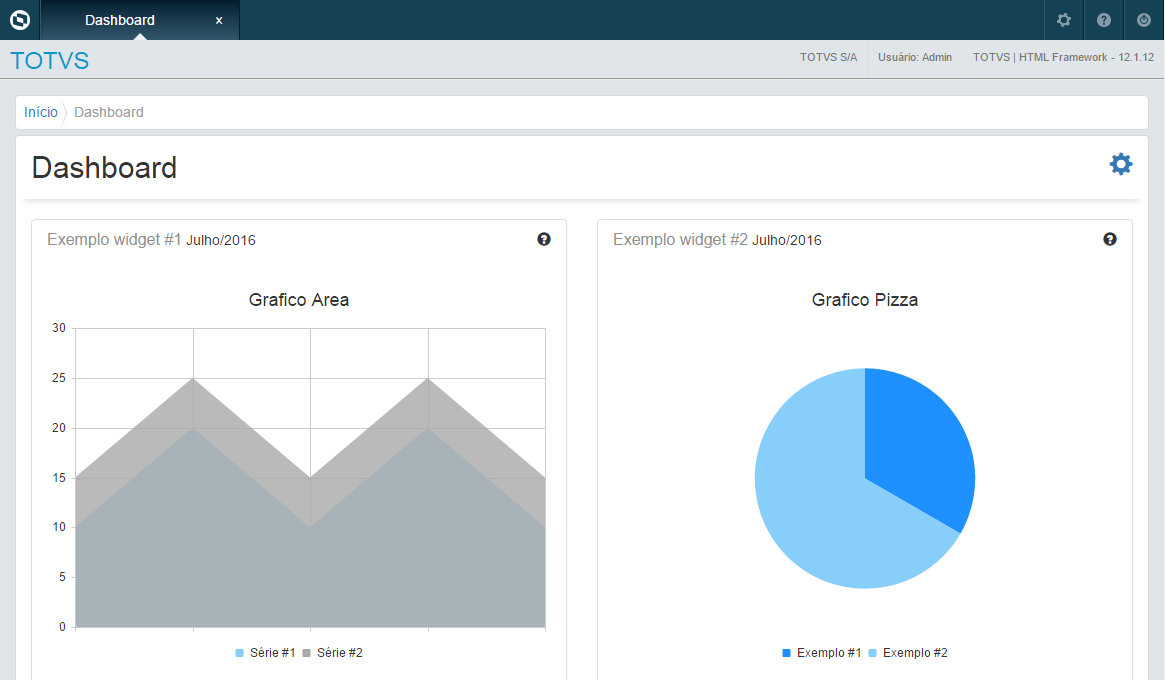 Dashboard x
TOTVS
TOTVS S/A Usuário: Admin TOTVS | HTML Framework - 12.1.12
Início Dashboard
Dashboard
Exemplo widget #1 Julho/2016
Grafico Area
30
25
20
15
10
5
0
Série #1 Série #2
Exemplo widget #2 Julho/2016
Grafico Pizza
Exemplo #1 Exemplo #2